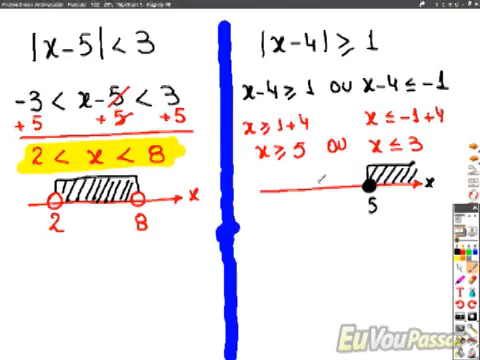 |x-5| < 3
-3 < x-5 < 3
+5 +5 +5
2 < x < 8
x
2 8
|x-4| ≥ 1
x-4 ≥ 1 ou x-4 ≤ -1
x ≥ 1+4 x ≤ -1+4
x ≥ 5 ou x ≤ 3
x
5
EuVouPassar